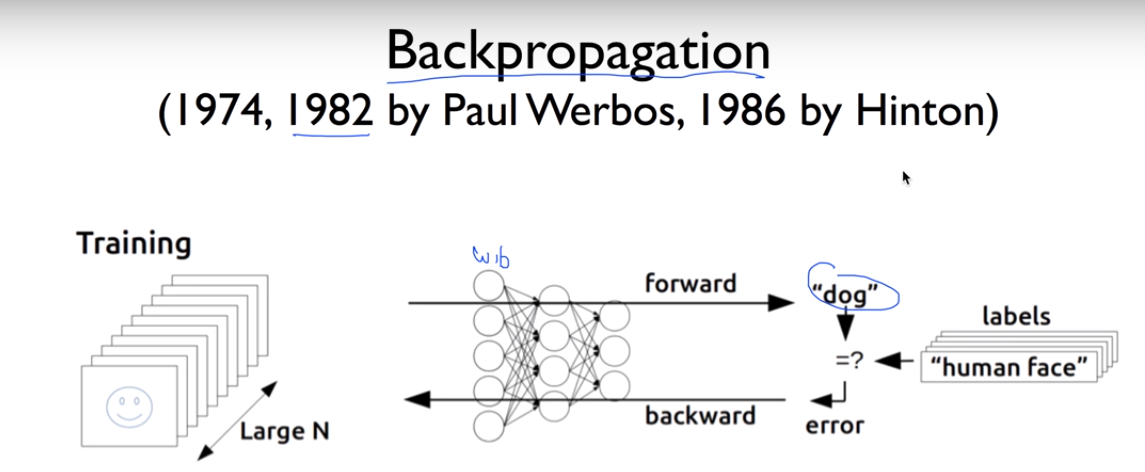 Backpropagation
(1974, 1982 by Paul Werbos, 1986 by Hinton)
Training
w,b
forward
"dog"
labels
=?
"human face"
backward
error
Large N